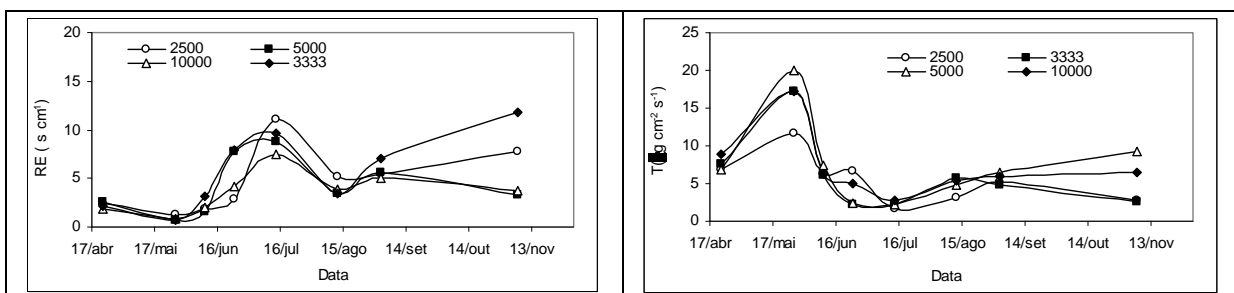 20
15
10
5
0
RE ( s cm¹)
2500 5000
10000 3333
17/abr 17/mai 16/jun 16/jul 15/ago 14/set 14/out 13/nov
Data
25
20
15
10
5
0
g cm⁻² s⁻¹)
2500 3333
5000 10000
17/abr 17/mai 16/jun 16/jul 15/ago 14/set 14/out 13/nov
Data